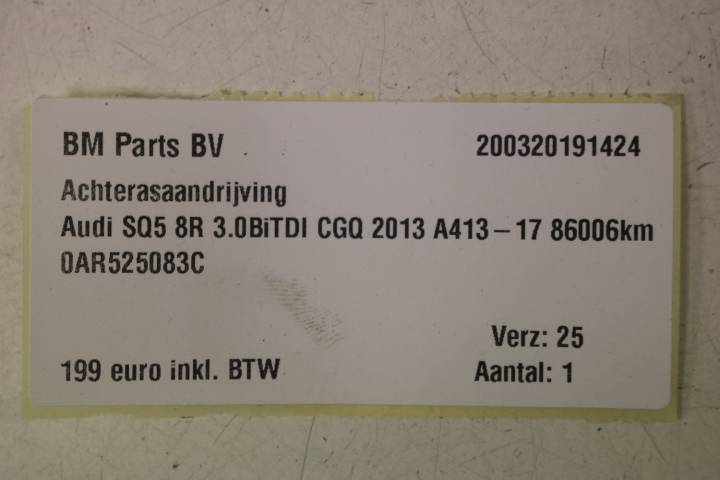 BM Parts BV 200320191424
Achterasaandrijving
Audi SQ5 8R 3.0BiTDI CGQ 2013 A413-17 86006km
0AR525083C
Verz: 25
199 euro inkl. BTW Aantal: 1